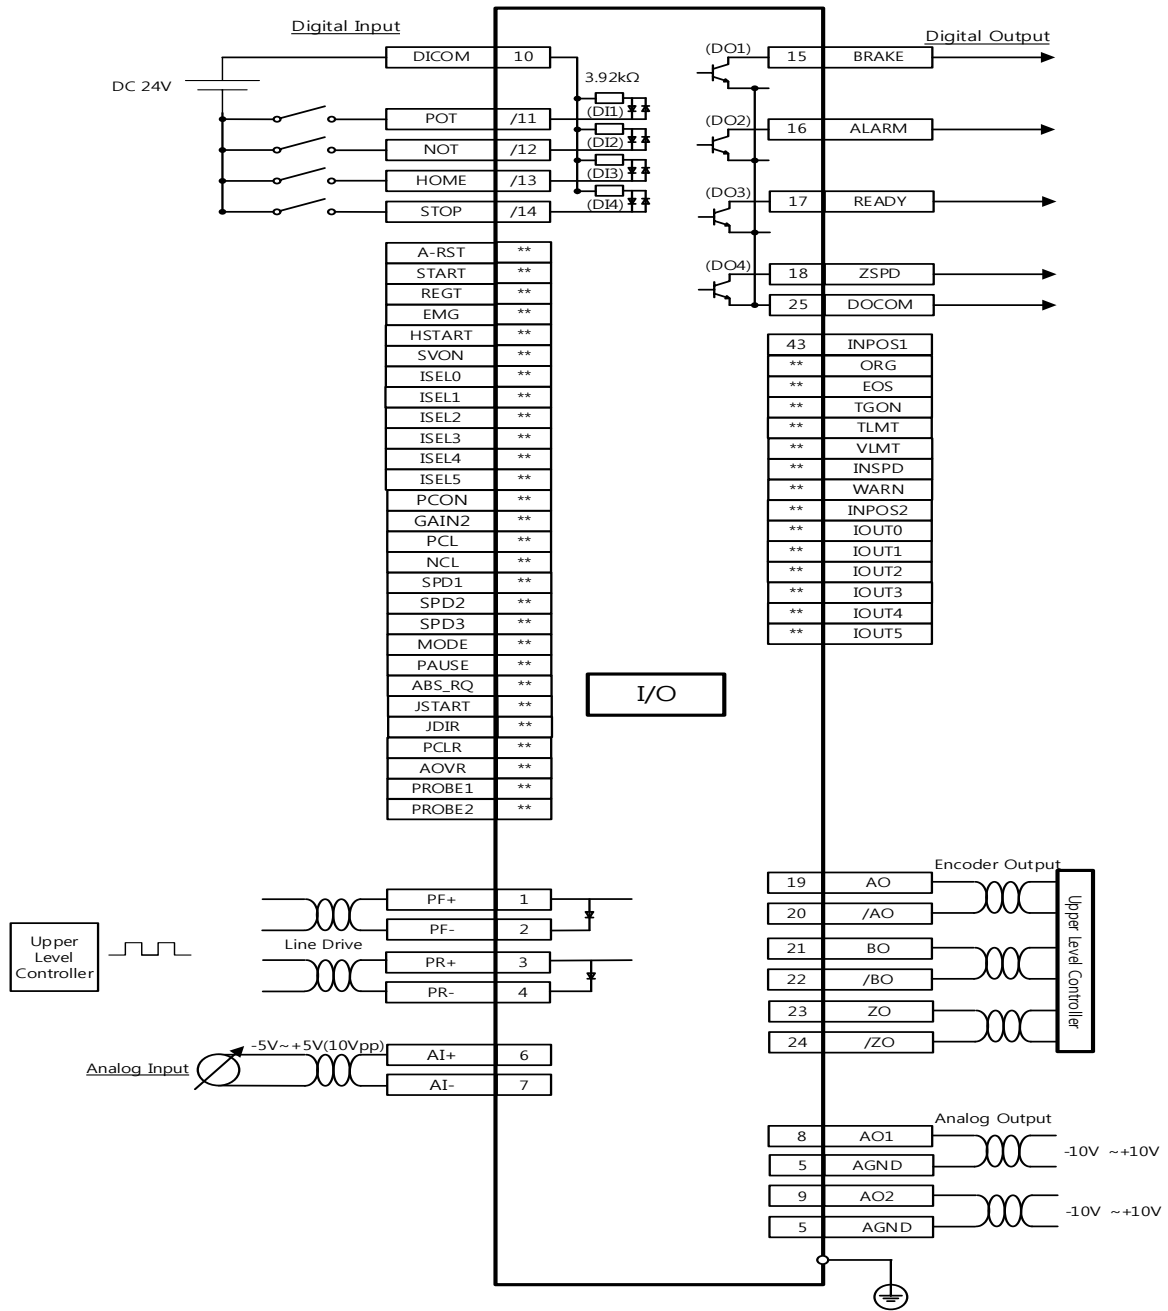 Digital Input
DICOM 10
DC 24V
3.92kΩ
POT /11 (DI1)
NOT /12 (DI2)
HOME /13 (DI3)
STOP /14 (DI4)
A-RST **
START **
REGT **
EMG **
HSTART **
SVON **
ISEL0 **
ISEL1 **
ISEL2 **
ISEL3 **
ISEL4 **
ISEL5 **
PCON **
GAIN2 **
PCL **
NCL **
SPD1 **
SPD2 **
SPD3 **
MODE **
PAUSE **
ABS_RQ **
JSTART **
JDIR **
PCLR **
AOVR **
PROBE1 **
PROBE2 **
Digital Output
(DO1) 15 BRAKE
(DO2) 16 ALARM
(DO3) 17 READY
(DO4) 18 ZSPD
25 DOCOM
43 INPOS1
** ORG
** EOS
** TGON
** TLMT
** VLMT
** INSPD
** WARN
** INPOS2
** IOUT0
** IOUT1
** IOUT2
** IOUT3
** IOUT4
** IOUT5
I/O
Upper
Level
Controller
PF+ 1
PF- 2
Line Drive
PR+ 3
PR- 4
Analog Input
-5V~+5V(10Vpp)
AI+ 6
AI- 7
Encoder Output
19 AO
20 /AO
21 BO
22 /BO
23 ZO
24 /ZO
Upper Level Controller
Analog Output
8 AO1
5 AGND
-10V ~+10V
9 AO2
5 AGND
-10V ~+10V